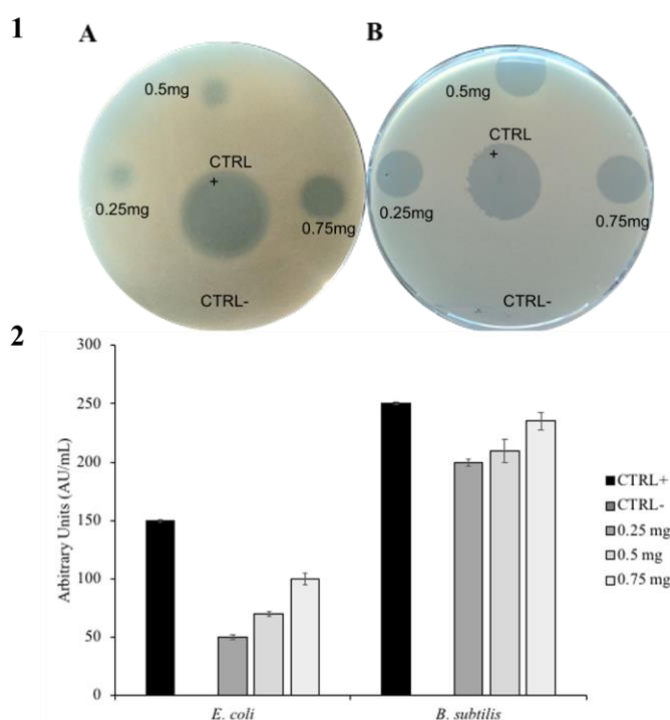 1
A
B
0.5mg
CTRL
+
0.25mg
0.75mg
CTRL-
0.5mg
CTRL
+
0.25mg
0.75mg
CTRL-
2
300
250
200
150
100
50
0
Arbitrary Units (AU/mL)
E. coli
B. subtilis
CTRL+
CTRL-
0.25 mg
0.5 mg
0.75 mg